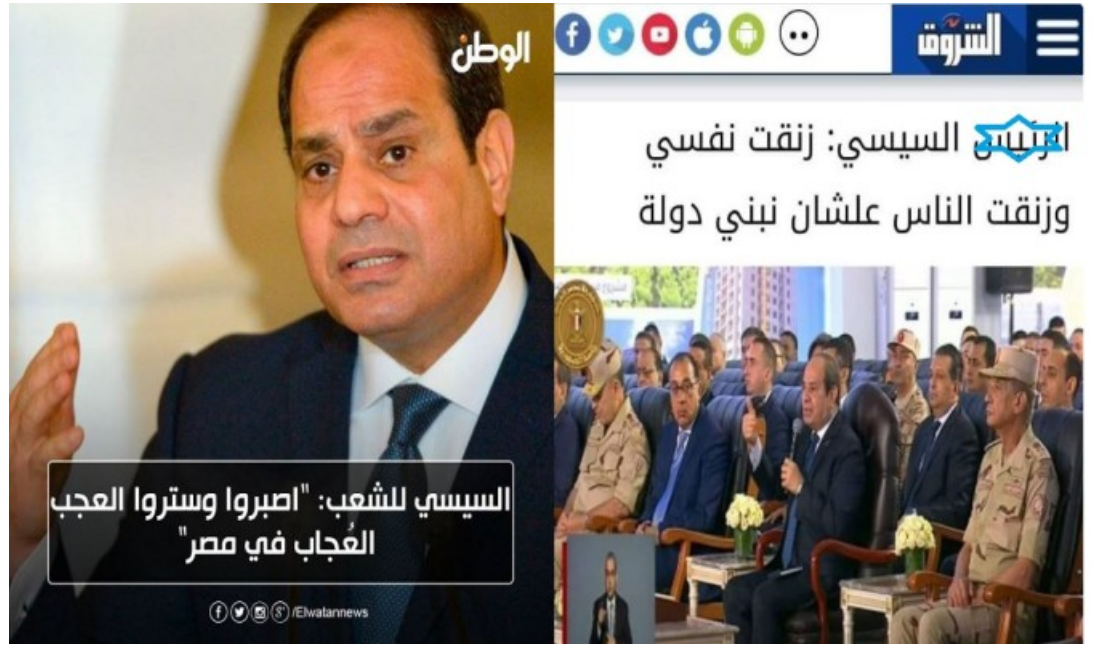 الوطن
السيسي للشعب: "اصبروا وستروا العجب
العُجاب في مصر"
/Elwatannews
الشروق
الرئيس السيسي: زنقت نفسي
وزنقت الناس علشان نبني دولة